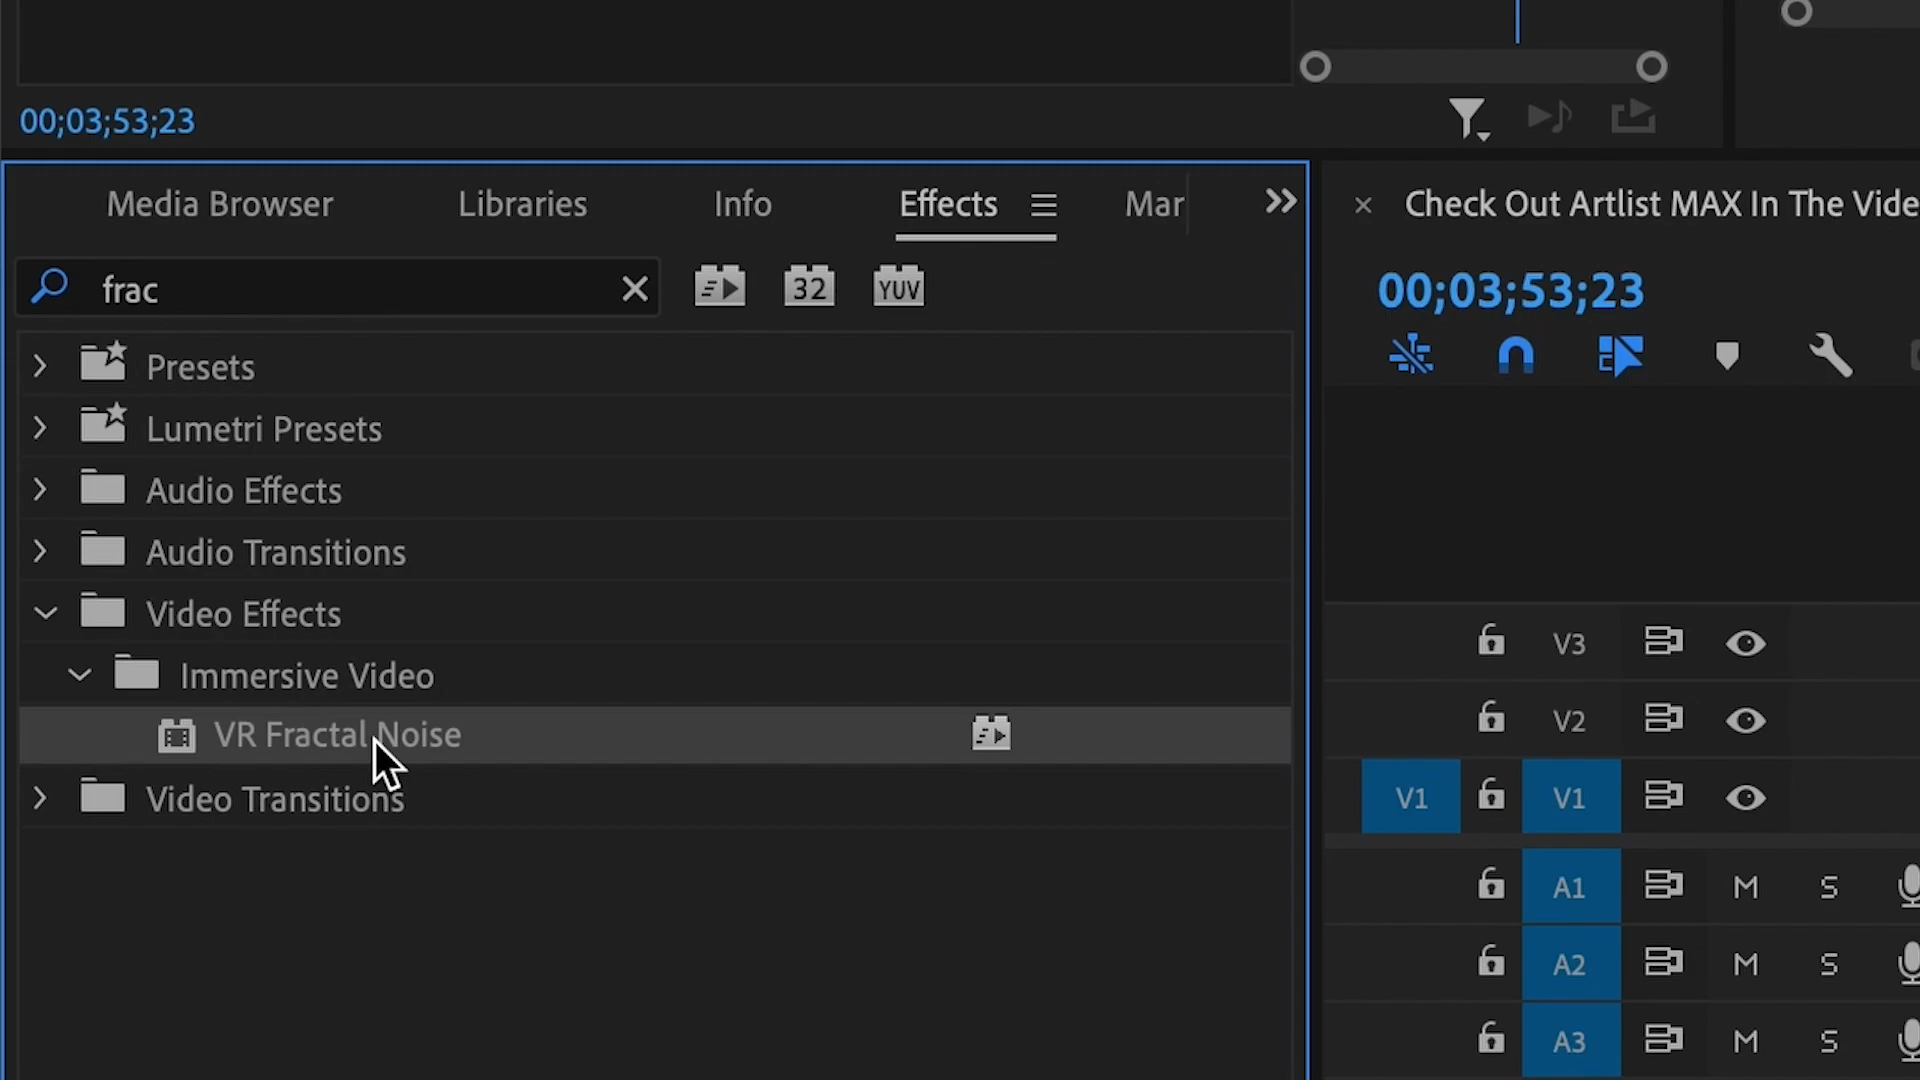 00;03;53;23
Media Browser Libraries Info Effects Mar
frac
32 YUV
Presets
Lumetri Presets
Audio Effects
Audio Transitions
Video Effects
Immersive Video
VR Fractal Noise
Video Transitions
Check Out Artlist MAX In The Vide
00;03;53;23
V3
V2
V1 V1
A1 M S
A2 M S
A3 M S